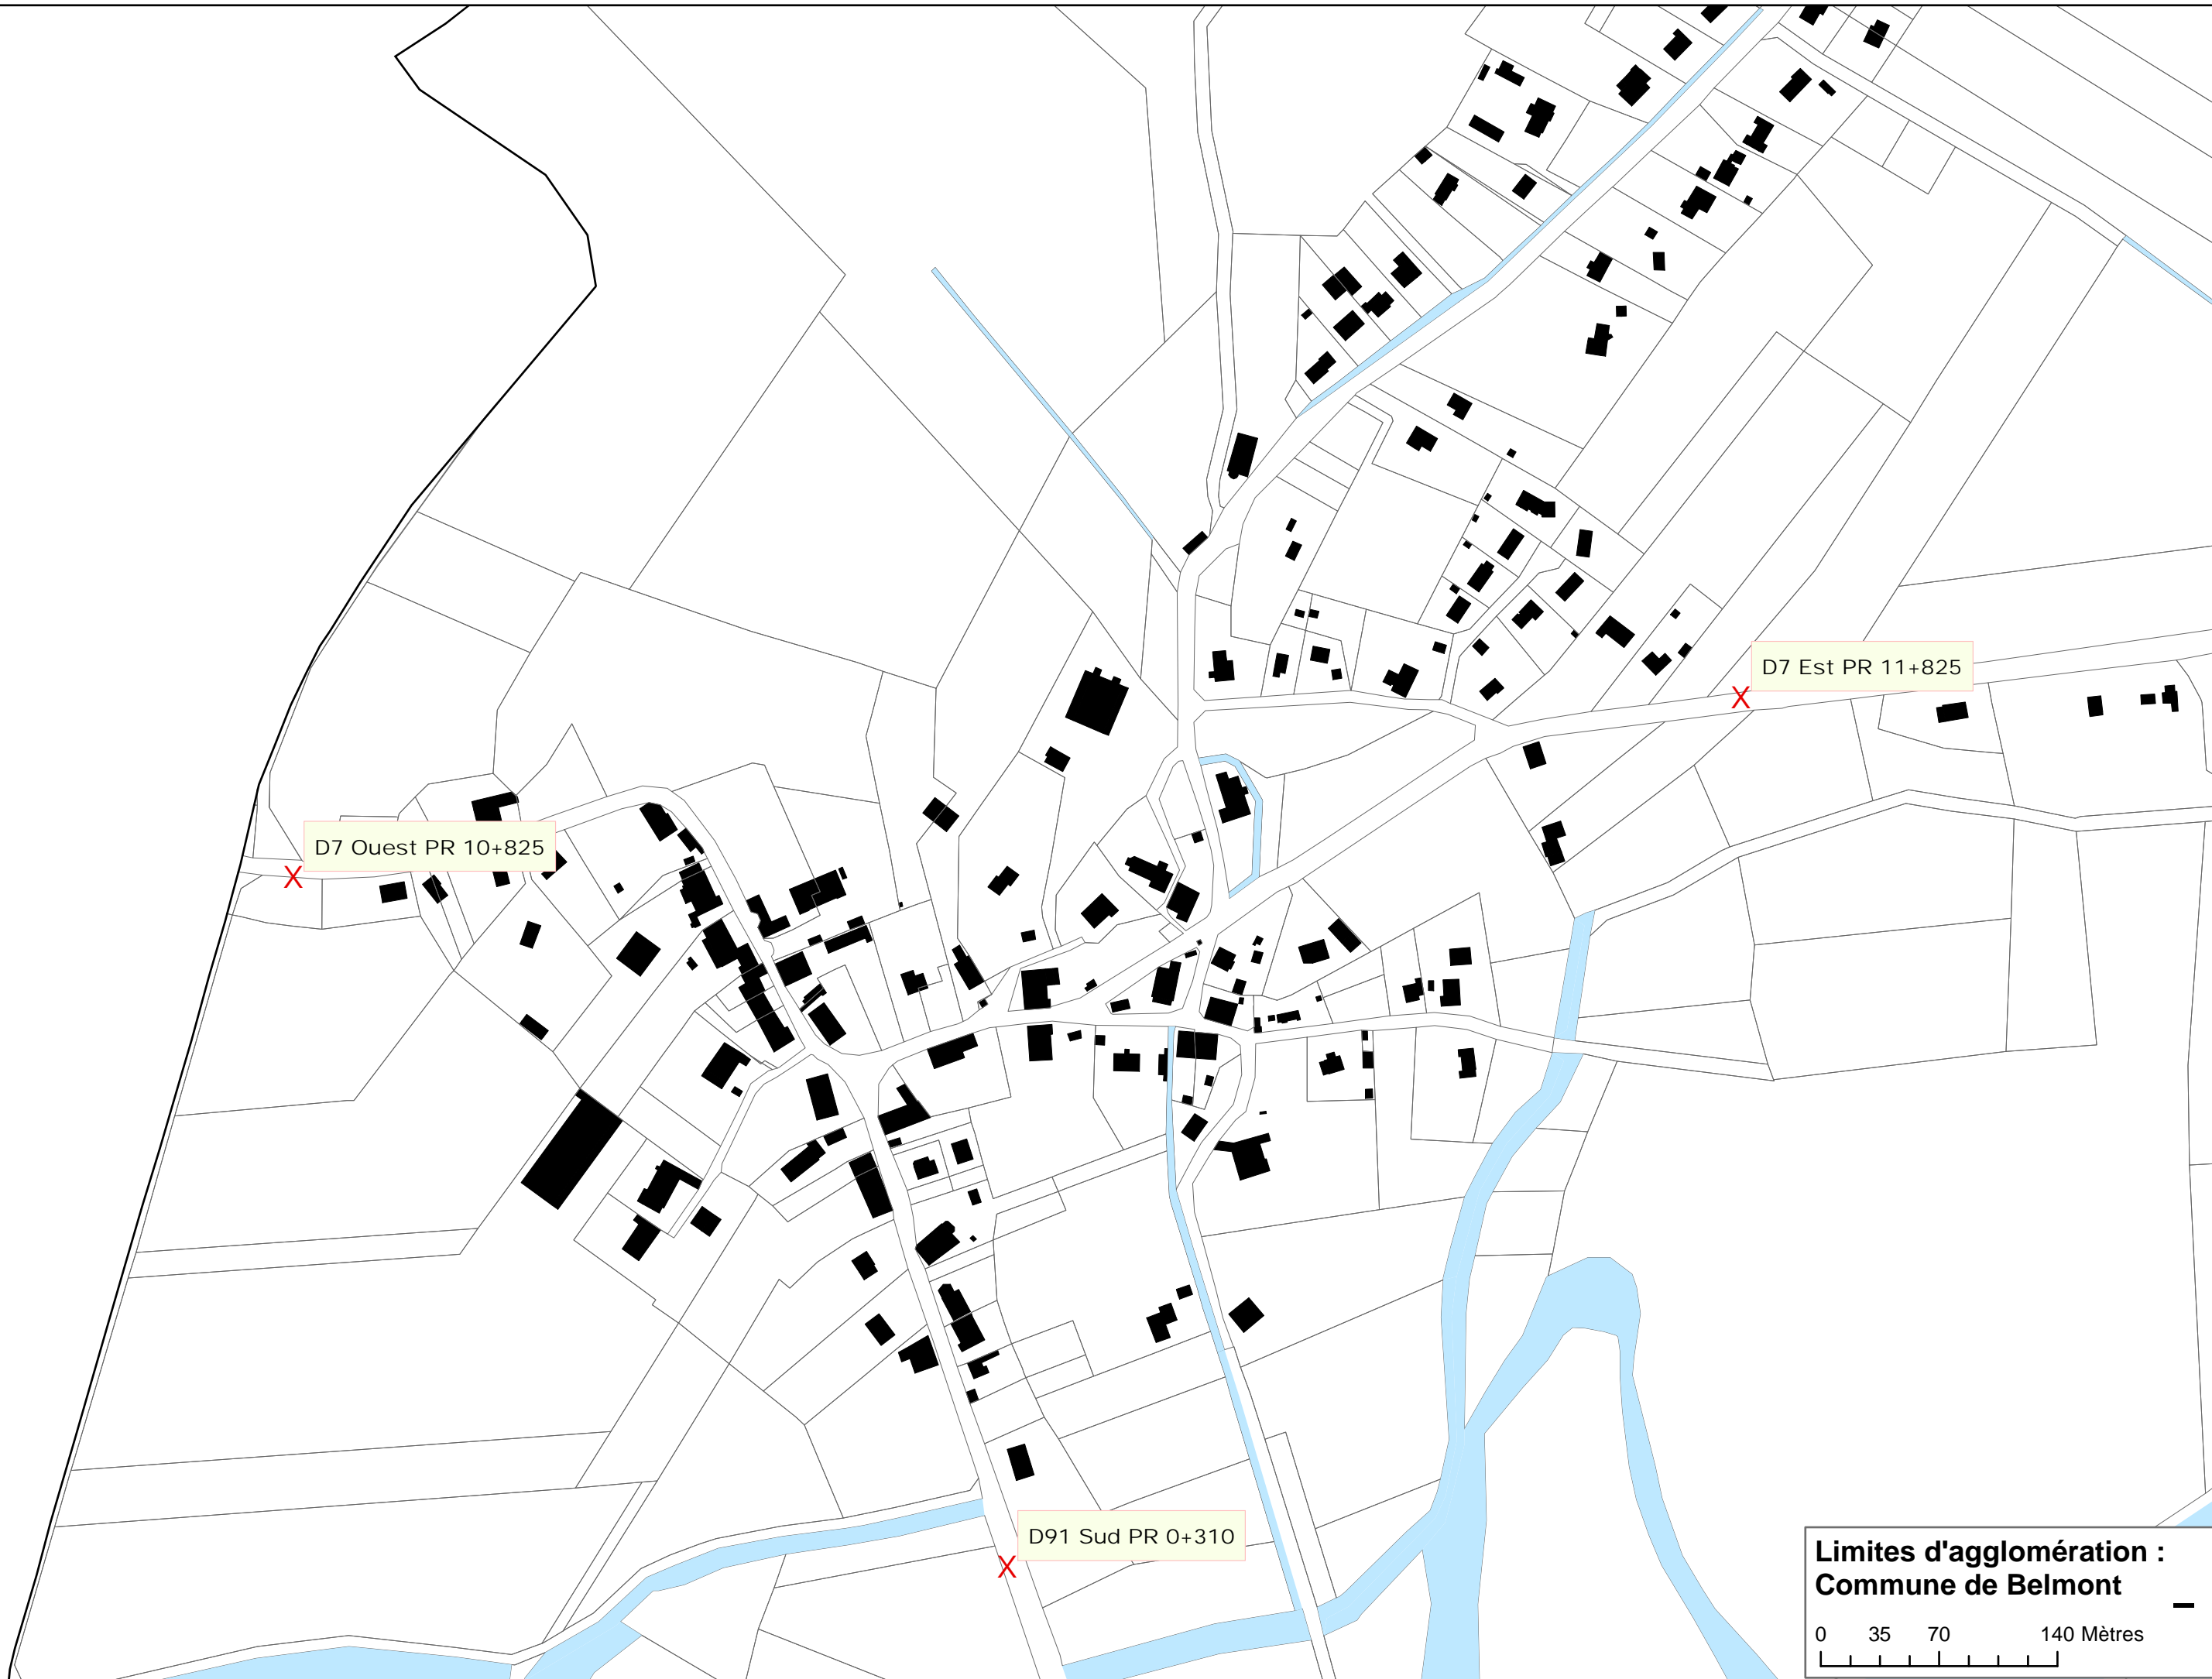 D7 Est PR 11+825
X
D7 Ouest PR 10+825
X
D91 Sud PR 0+310
X
Limites d'agglomération :
Commune de Belmont
0 35 70 140 Mètres